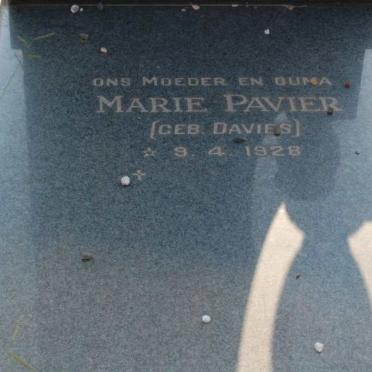 ONS MOEDER EN OUMA
MARIE PAVIER
(GEB. DAVIES)
☆ 9. 4. 1928
✢